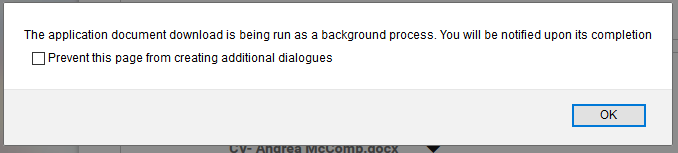 The application document download is being run as a background process. You will be notified upon its completion
Prevent this page from creating additional dialogues
OK
CV- Andrea McComb.docx